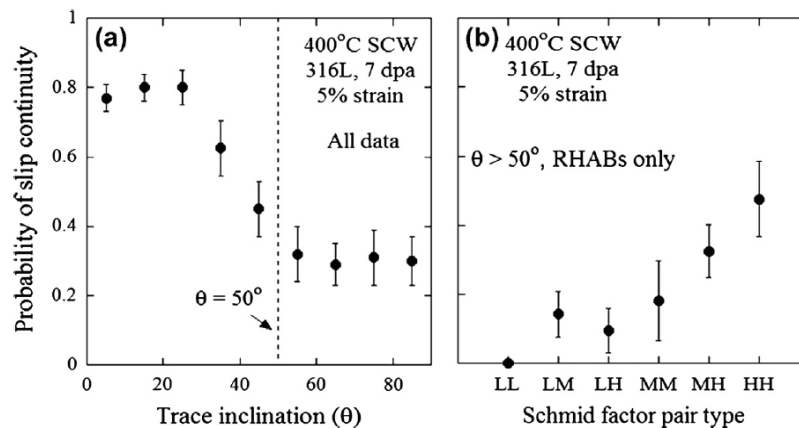 (a)
400°C SCW
316L, 7 dpa
5% strain
All data
θ = 50°
Probability of slip continuity
1
0.8
0.6
0.4
0.2
0
0 20 40 60 80
Trace inclination (θ)
(b)
400°C SCW
316L, 7 dpa
5% strain
θ > 50°, RHABs only
LL LM LH MM MH HH
Schmid factor pair type